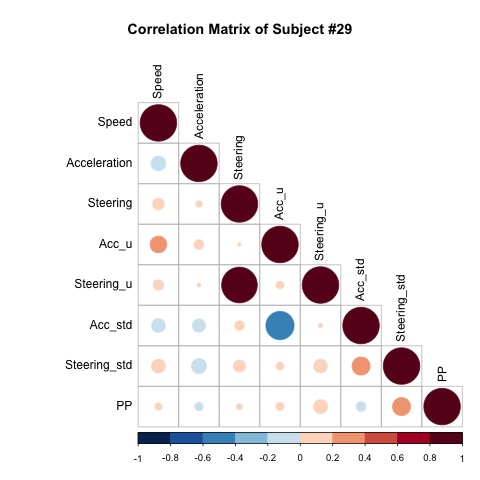 Correlation Matrix of Subject #29
Speed
Acceleration
Steering
Acc_u
Steering_u
Acc_std
Steering_std
PP
Speed
Acceleration
Steering
Acc_u
Steering_u
Acc_std
Steering_std
PP
-1 -0.8 -0.6 -0.4 -0.2 0 0.2 0.4 0.6 0.8 1